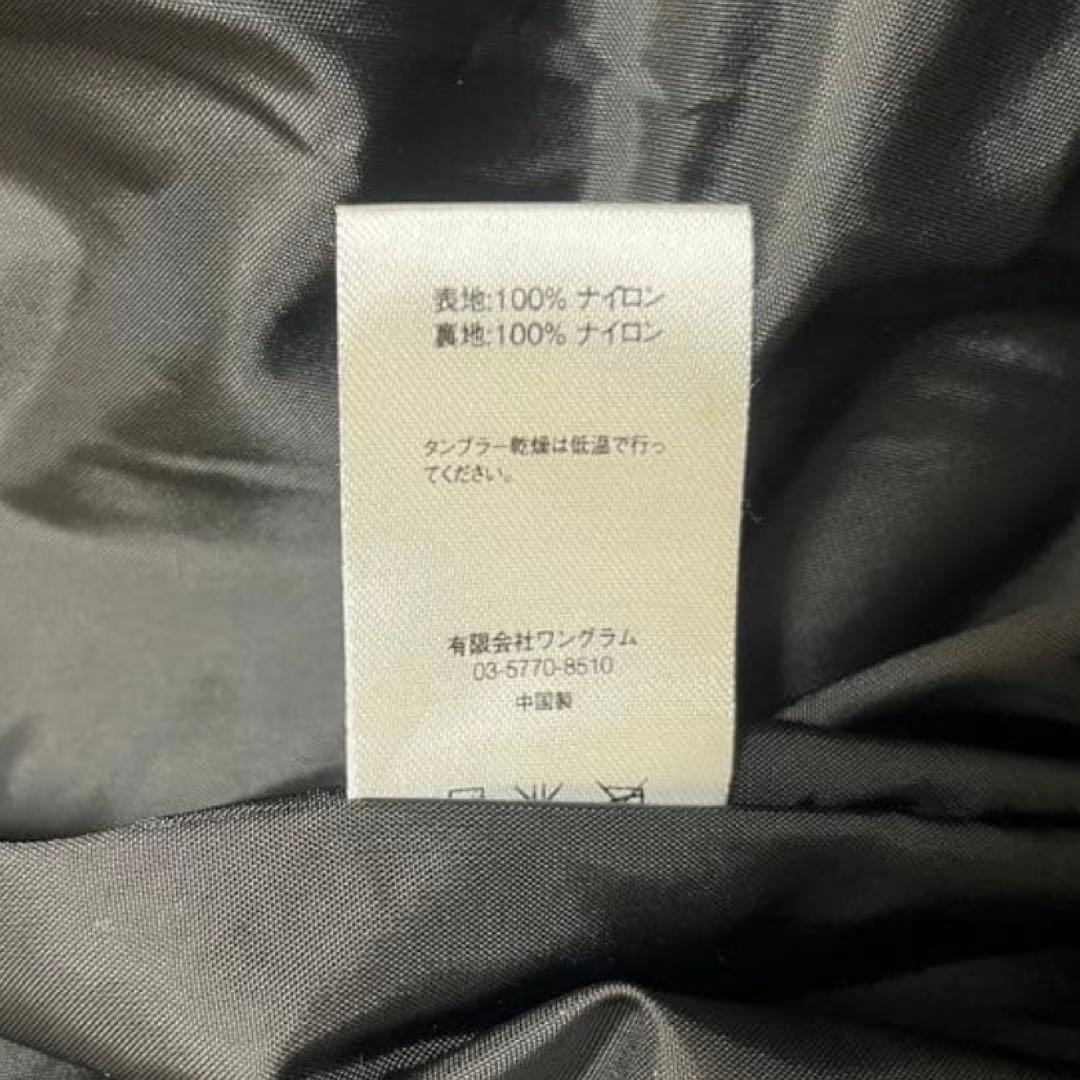 表地:100% ナイロン
裏地:100% ナイロン
タンブラー乾燥は低温で行っ
てください。
有限会社ワングラム
03-5770-8510
中国製